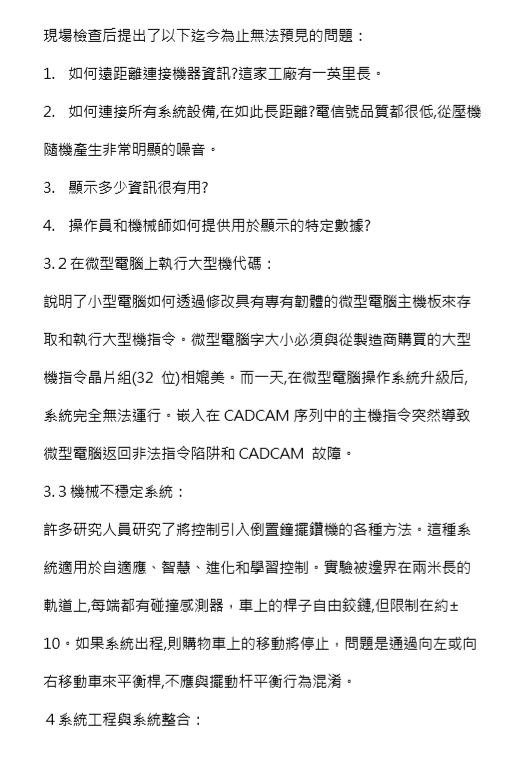 現場檢查后提出了以下迄今為止無法預見的問題：
1. 如何遠距離連接機器資訊?這家工廠有一英里長。
2. 如何連接所有系統設備,在如此長距離?電信號品質都很低,從壓機
隨機產生非常明顯的噪音。
3. 顯示多少資訊很有用?
4. 操作員和機械師如何提供用於顯示的特定數據?
3.２在微型電腦上執行大型機代碼：
說明了小型電腦如何透過修改具有專有韌體的微型電腦主機板來存
取和執行大型機指令。微型電腦字大小必須與從製造商購買的大型
機指令晶片組(32 位)相媲美。而一天,在微型電腦操作系統升級后,
系統完全無法運行。嵌入在 CADCAM 序列中的主機指令突然導致
微型電腦返回非法指令陷阱和 CADCAM 故障。
3.３機械不穩定系統：
許多研究人員研究了將控制引入倒置鐘擺鑽機的各種方法。這種系
統適用於自適應、智慧、進化和學習控制。實驗被邊界在兩米長的
軌道上,每端都有碰撞感測器，車上的桿子自由鉸鏈,但限制在約±
10。如果系統出程,則購物車上的移動將停止，問題是通過向左或向
右移動車來平衡桿,不應與擺動杆平衡行為混淆。
４系統工程與系統整合：